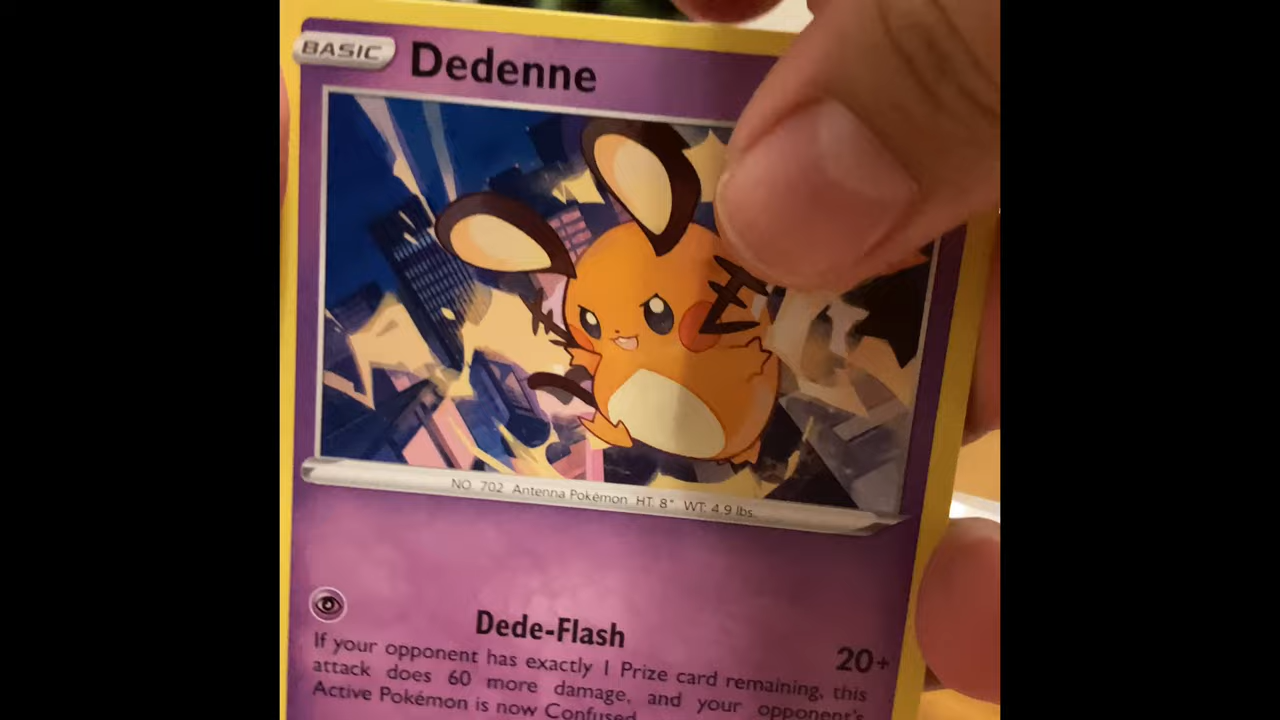 BASIC Dedenne
NO. 702 Antenna Pokémon HT: 8" WT: 4.9 lbs.
Dede-Flash 20+
If your opponent has exactly 1 Prize card remaining, this
attack does 60 more damage, and your opponent's
Active Pokémon is now Confused.